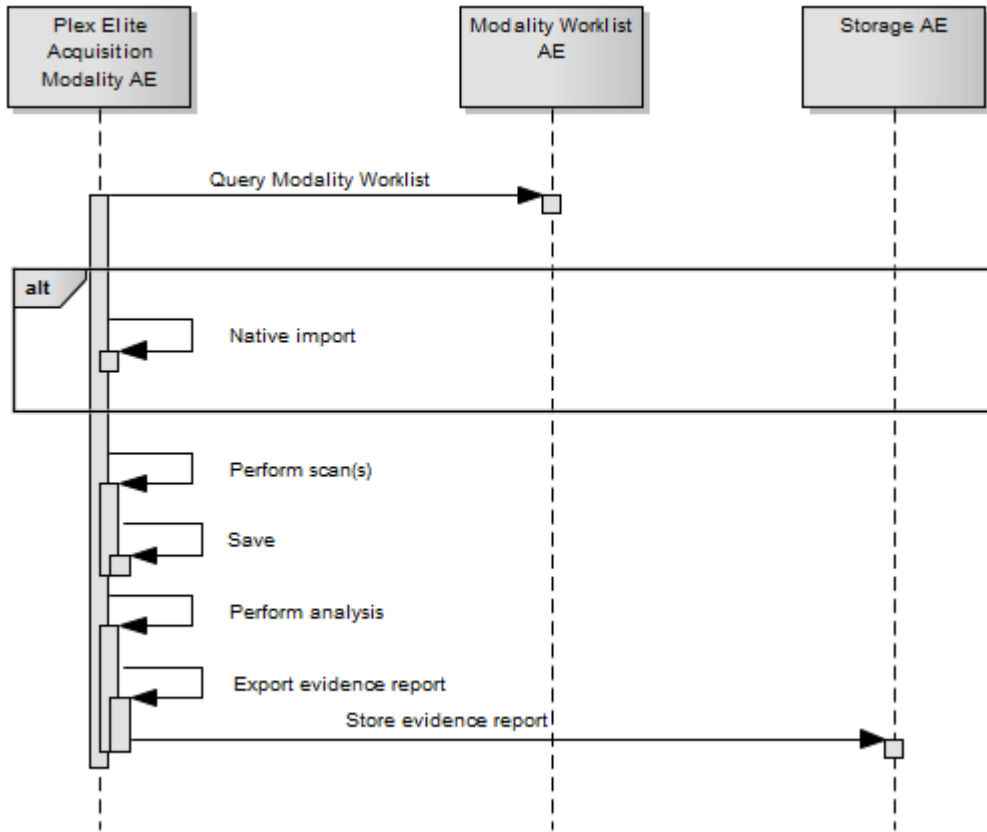 Plex Elite
Acquisition
Modality AE
Modality Worklist
AE
Storage AE
Query Modality Worklist
alt
Native import
Perform scan(s)
Save
Perform analysis
Export evidence report
Store evidence report